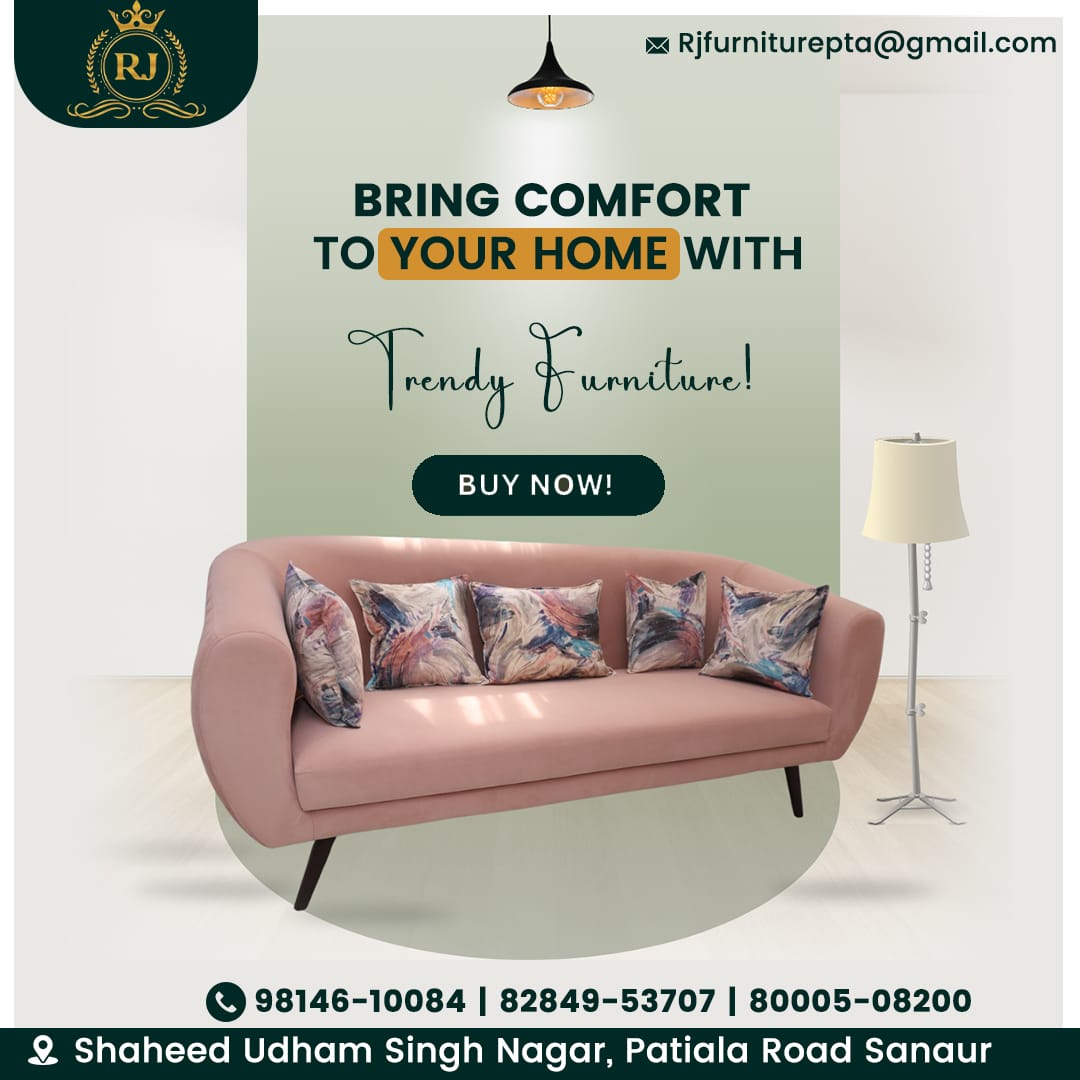 RJ
Rjfurniturepta@gmail.com
BRING COMFORT
TO YOUR HOME WITH
Trendy Furniture!
BUY NOW!
98146-10084 | 82849-53707 | 80005-08200
Shaheed Udham Singh Nagar, Patiala Road Sanaur